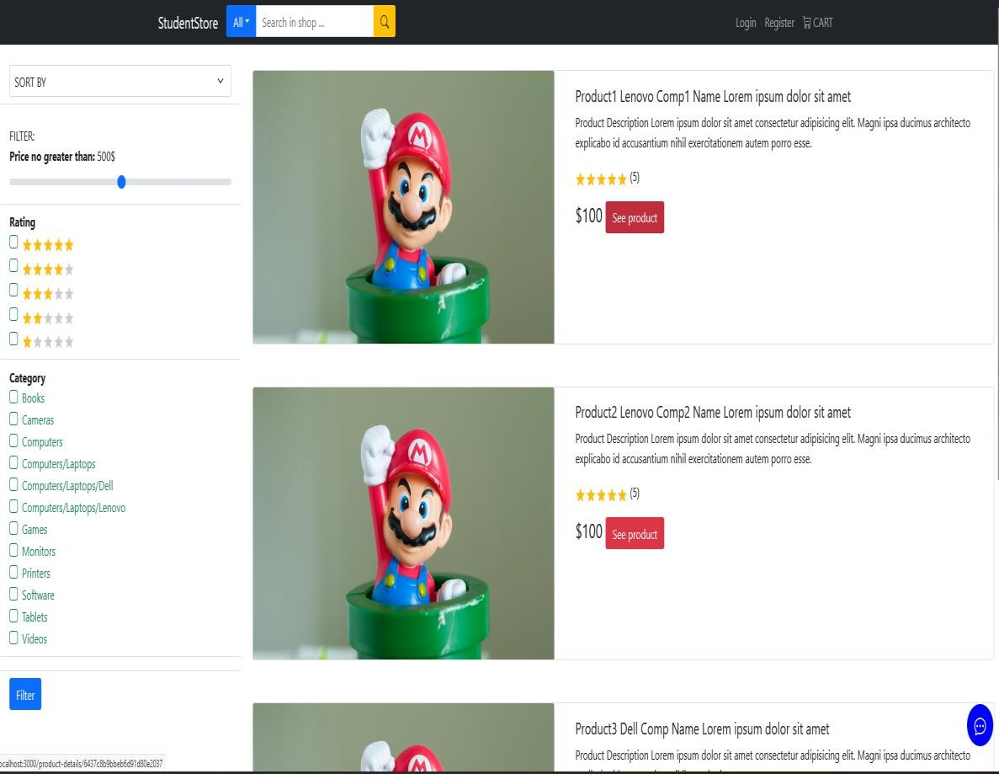 StudentStore All Search in shop ... Login Register CART
SORT BY
FILTER:
Price no greater than: 500$
Rating
Category
Books
Cameras
Computers
Computers/Laptops
Computers/Laptops/Dell
Computers/Laptops/Lenovo
Games
Monitors
Printers
Software
Tablets
Videos
Filter
M
Product1 Lenovo Comp1 Name Lorem ipsum dolor sit amet
Product Description Lorem ipsum dolor sit amet consectetur adipisicing elit. Magni ipsa ducimus architecto
explicabo id accusantium nihil exercitationem autem porro esse.
(5)
$100 See product
M
Product2 Lenovo Comp2 Name Lorem ipsum dolor sit amet
Product Description Lorem ipsum dolor sit amet consectetur adipisicing elit. Magni ipsa ducimus architecto
explicabo id accusantium nihil exercitationem autem porro esse.
(5)
$100 See product
Product3 Dell Comp Name Lorem ipsum dolor sit amet
Product Description Lorem ipsum dolor sit amet consectetur adipisicing elit. Magni ipsa ducimus architecto
ocalhost:3000/product-details/6437c8b9bbeb6d91d80e2037